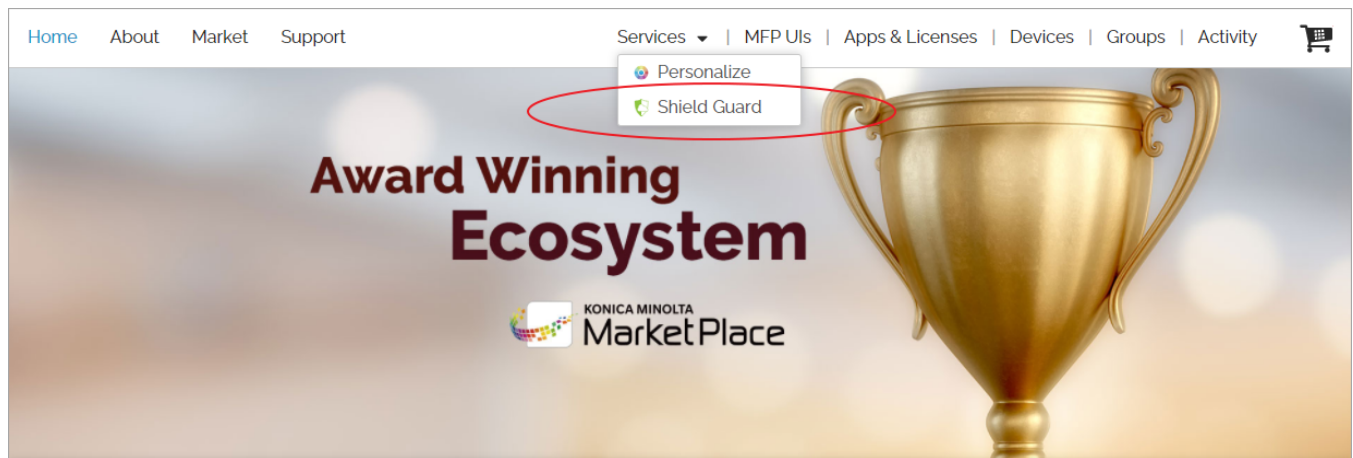 Home About Market Support Services | MFP UIs | Apps & Licenses | Devices | Groups | Activity
Personalize
Shield Guard
Award Winning
Ecosystem
KONICA MINOLTA
MarketPlace